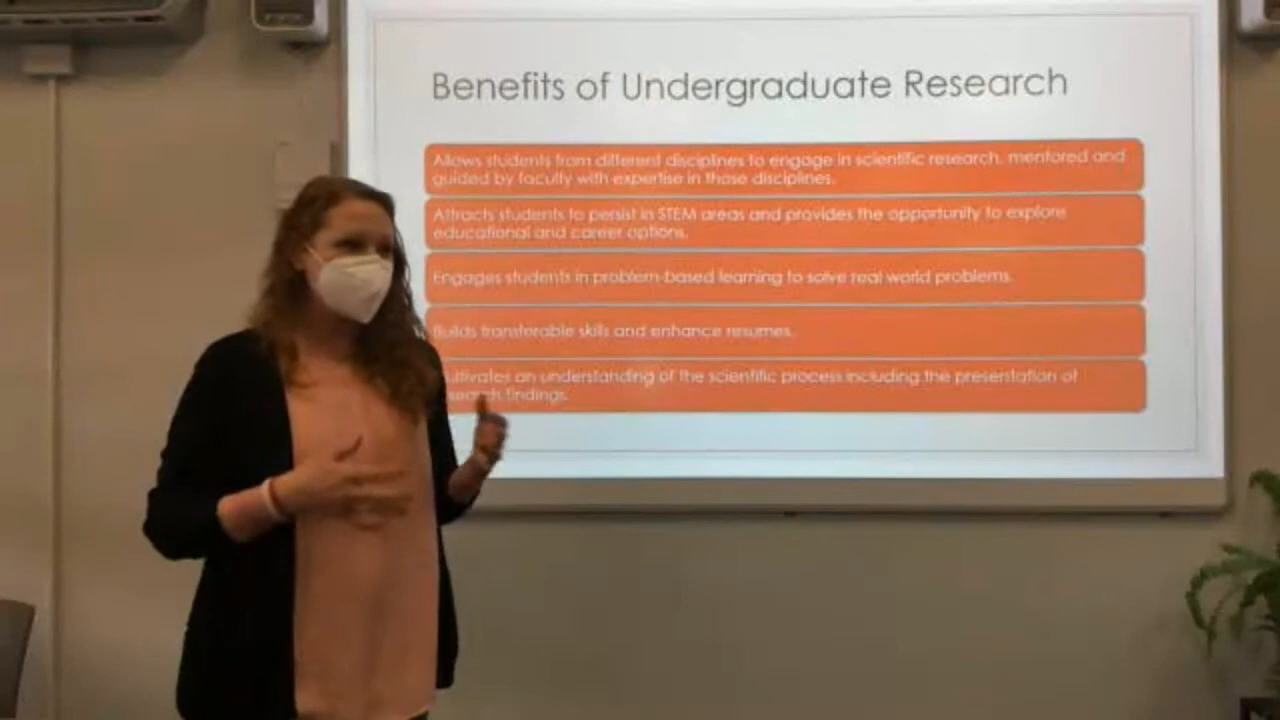 Benefits of Undergraduate Research
Allows students from different disciplines to engage in scientific research, mentored and
guided by faculty with expertise in those disciplines.
Attracts students to persist in STEM areas and provides the opportunity to explore
educational and career options.
Engages students in problem-based learning to solve real world problems.
Builds transferable skills and enhance resumes.
ultivates an understanding of the scientific process including the presentation of
search findings.